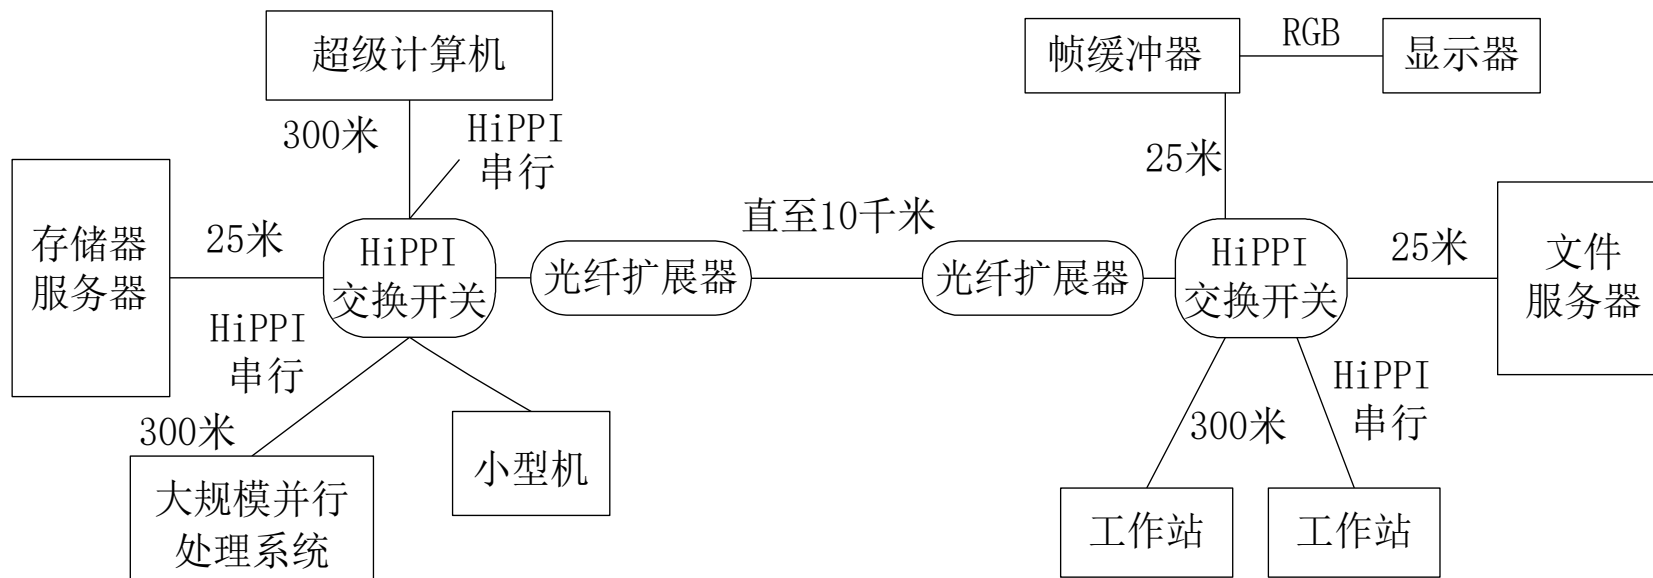 超级计算机
帧缓冲器
RGB
显示器
300米
HiPPI
串行
25米
存储器
服务器
25米
HiPPI
交换开关
光纤扩展器
直至10千米
光纤扩展器
HiPPI
交换开关
25米
文件
服务器
HiPPI
串行
300米
大规模并行
处理系统
小型机
300米
HiPPI
串行
工作站
工作站